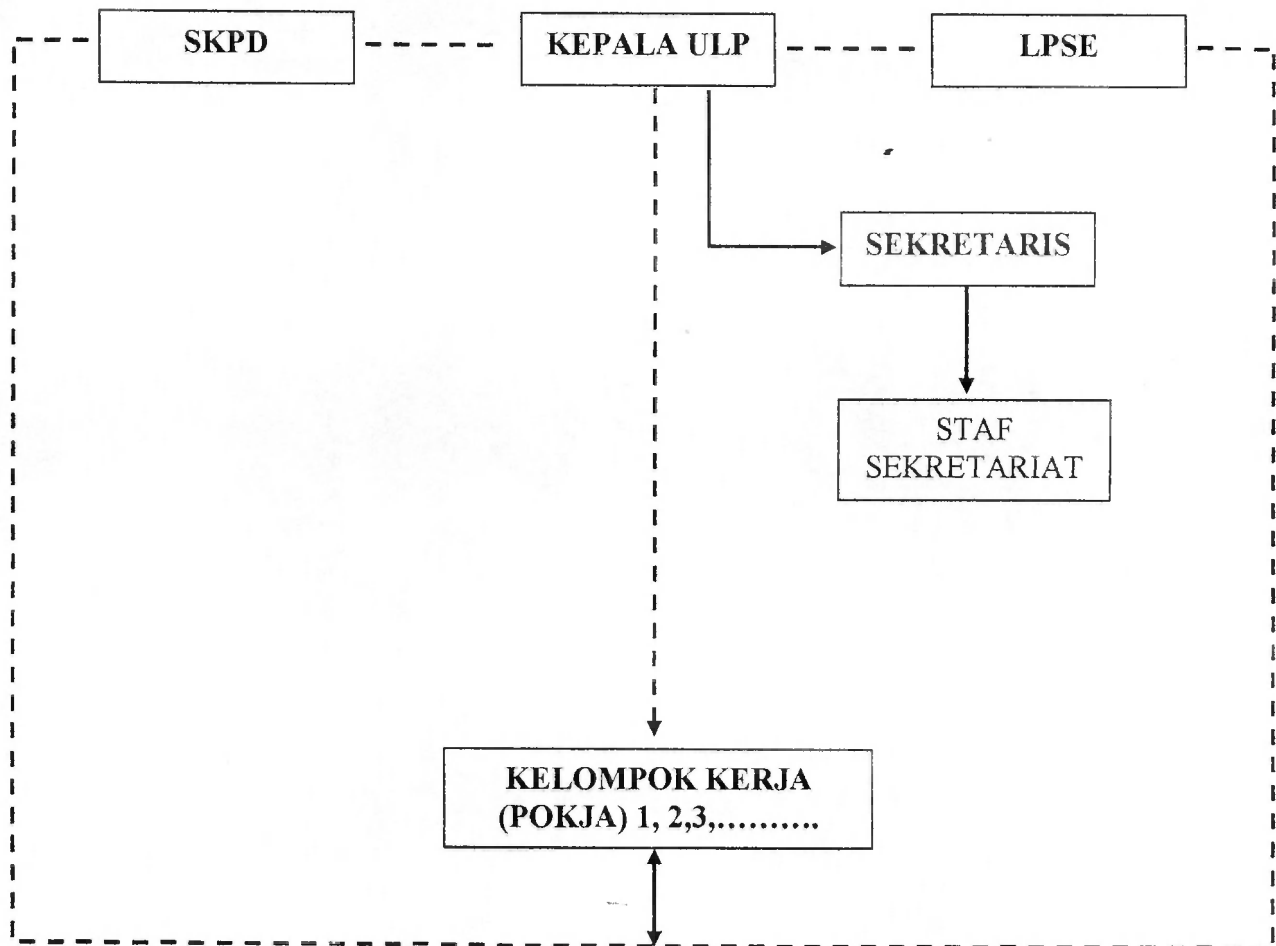 SKPD
KEPALA ULP
LPSE
SEKRETARIS
STAF
SEKRETARIAT
KELOMPOK KERJA
(POKJA) 1, 2,3,..........